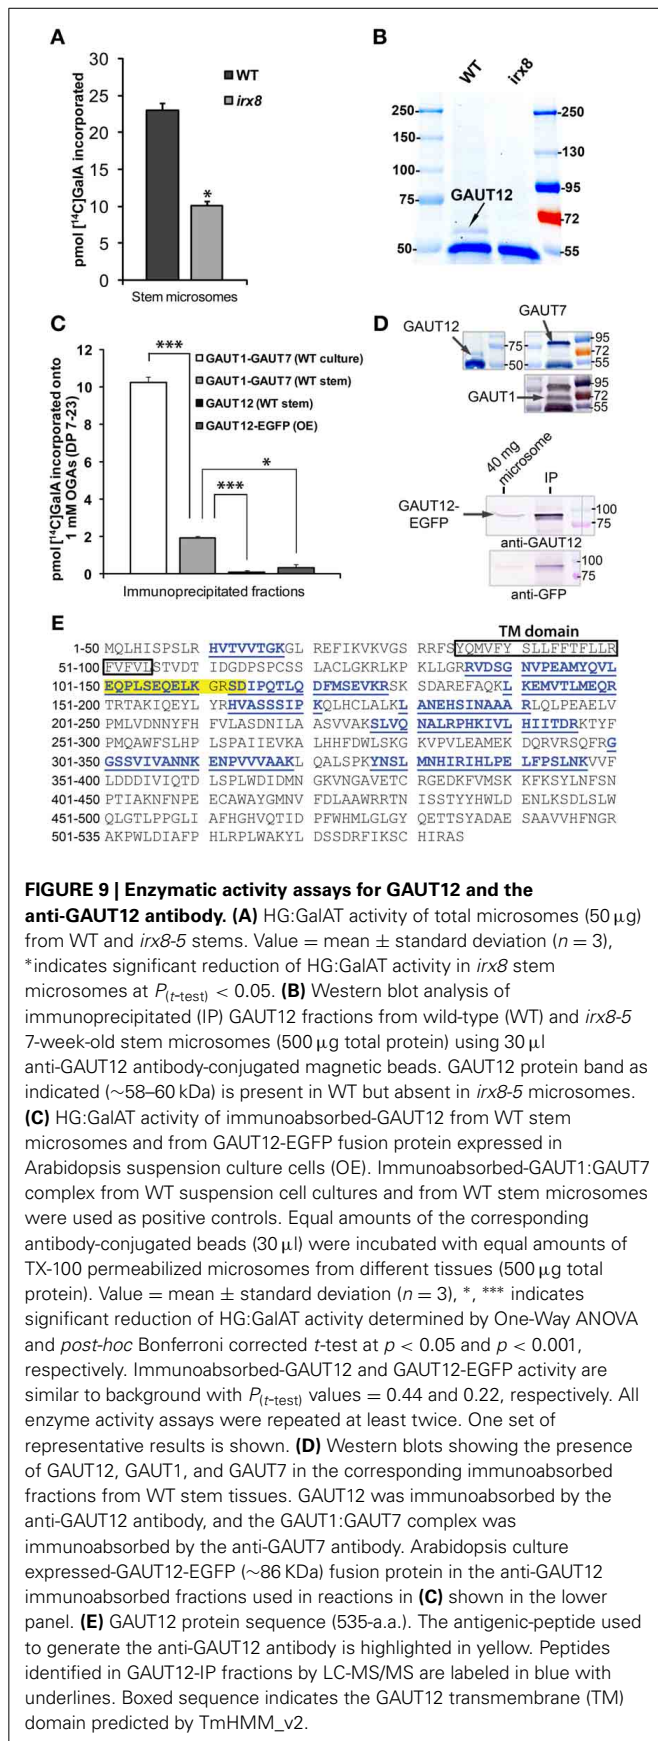 A
B
pmol [¹⁴C]GalA incorporated
30
25
20
15
10
5
0
WT
irx8
*
Stem microsomes
WT
irx8
250-
150-
100-
75-
50-
GAUT12
-250
-130
-95
-72
-55
C
D
pmol [¹⁴C]GalA incorporated onto
1 mM OGAs (DP 7-23)
12
10
8
6
4
2
0
***
GAUT1-GAUT7 (WT culture)
GAUT1-GAUT7 (WT stem)
GAUT12 (WT stem)
GAUT12-EGFP (OE)
*
***
Immunoprecipitated fractions
GAUT12
GAUT7
-75
50-
-95
-72
-55
GAUT1
-95
-72
-55
40 mg
microsome
IP
GAUT12-
EGFP
-100
-75
anti-GAUT12
-100
-75
anti-GFP
E
TM domain
1-50 MQLHISPSLR HVTVVTGKGL REFIKVKVGS RRFSYQMVFY SLLFFTFLLR
51-100 FVFVLSTVDT IDGDPSPCSS LACLGKRLKP KLLGRRVDSG NVPEAMYQVL
101-150 EQPLSEQELK GRSDIPQTLQ DFMSEVKRSK SDAREFAQKL KEMVTLMEQR
151-200 TRTAKIQEYL YRHVASSSIP KQLHCLALKL ANEHSINAAA RLQLPEAELV
201-250 PMLVDNNYFH FVLASDNILA ASVVAKSLVQ NALRPHKIVL HIITDRKTYF
251-300 PMQAWFSLHP LSPAIIEVKA LHHFDWLSKG KVPVLEAMEK DQRVRSQFRG
301-350 GSSVIVANNK ENPVVVAAKL QALSPKYNSL MNHIRIHLPE LFPSLNKVVF
351-400 LDDDIVIQTD LSPLWDIDMN GKVNGAVETC RGEDKFVMSK KFKSYLNFSN
401-450 PTIAKNFNPE ECAWAYGMNV FDLAAWRRTN ISSTYYHWLD ENLKSDLSLW
451-500 QLGTLPPGLI AFHGHVQTID PFWHMLGLGY QETTSYADAE SAAVVHFNGR
501-535 AKPWLDIAFP HLRPLWAKYL DSSDRFIKSC HIRAS
FIGURE 9 | Enzymatic activity assays for GAUT12 and the
anti-GAUT12 antibody. (A) HG:GalAT activity of total microsomes (50 μg)
from WT and irx8-5 stems. Value = mean ± standard deviation (n = 3),
*indicates significant reduction of HG:GalAT activity in irx8 stem
microsomes at P(t-test) < 0.05. (B) Western blot analysis of
immunoprecipitated (IP) GAUT12 fractions from wild-type (WT) and irx8-5
7-week-old stem microsomes (500 μg total protein) using 30 μl
anti-GAUT12 antibody-conjugated magnetic beads. GAUT12 protein band as
indicated (~58–60 kDa) is present in WT but absent in irx8-5 microsomes.
(C) HG:GalAT activity of immunoabsorbed-GAUT12 from WT stem
microsomes and from GAUT12-EGFP fusion protein expressed in
Arabidopsis suspension culture cells (OE). Immunoabsorbed-GAUT1:GAUT7
complex from WT suspension cell cultures and from WT stem microsomes
were used as positive controls. Equal amounts of the corresponding
antibody-conjugated beads (30 μl) were incubated with equal amounts of
TX-100 permeabilized microsomes from different tissues (500 μg total
protein). Value = mean ± standard deviation (n = 3), *, *** indicates
significant reduction of HG:GalAT activity determined by One-Way ANOVA
and post-hoc Bonferroni corrected t-test at p < 0.05 and p < 0.001,
respectively. Immunoabsorbed-GAUT12 and GAUT12-EGFP activity are
similar to background with P(t-test) values = 0.44 and 0.22, respectively. All
enzyme activity assays were repeated at least twice. One set of
representative results is shown. (D) Western blots showing the presence
of GAUT12, GAUT1, and GAUT7 in the corresponding immunoabsorbed
fractions from WT stem tissues. GAUT12 was immunoabsorbed by the
anti-GAUT12 antibody, and the GAUT1:GAUT7 complex was
immunoabsorbed by the anti-GAUT7 antibody. Arabidopsis culture
expressed-GAUT12-EGFP (~86 KDa) fusion protein in the anti-GAUT12
immunoabsorbed fractions used in reactions in (C) shown in the lower
panel. (E) GAUT12 protein sequence (535-a.a.). The antigenic-peptide used
to generate the anti-GAUT12 antibody is highlighted in yellow. Peptides
identified in GAUT12-IP fractions by LC-MS/MS are labeled in blue with
underlines. Boxed sequence indicates the GAUT12 transmembrane (TM)
domain predicted by TmHMM_v2.